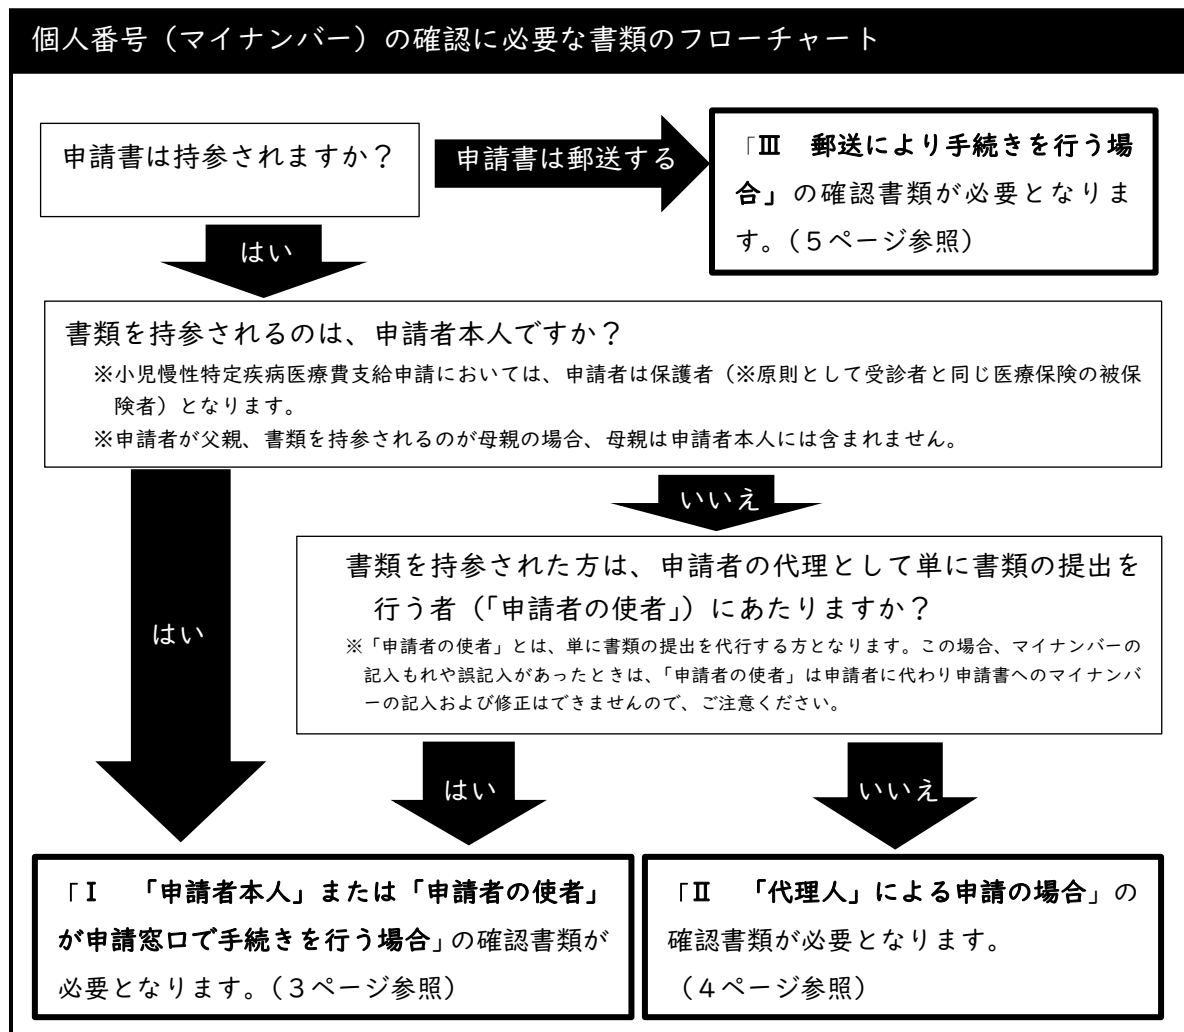 個人番号（マイナンバー）の確認に必要な書類のフローチャート
申請書は持参されますか？
申請書は郵送する
「Ⅲ　郵送により手続きを行う場
合」の確認書類が必要となりま
す。（５ページ参照）
はい
書類を持参されるのは、申請者本人ですか？
※小児慢性特定疾病医療費支給申請においては、申請者は保護者（※原則として受診者と同じ医療保険の被保
険者）となります。
※申請者が父親、書類を持参されるのが母親の場合、母親は申請者本人には含まれません。
いいえ
書類を持参された方は、申請者の代理として単に書類の提出を
行う者（「申請者の使者」）にあたりますか？
※「申請者の使者」とは、単に書類の提出を代行する方となります。この場合、マイナンバーの
記入もれや誤記入があったときは、「申請者の使者」は申請者に代わり申請書へのマイナンバ
ーの記入および修正はできませんので、ご注意ください。
はい
はい
いいえ
「Ⅰ　「申請者本人」または「申請者の使者」
が申請窓口で手続きを行う場合」の確認書類が
必要となります。（３ページ参照）
「Ⅱ　「代理人」による申請の場合」の
確認書類が必要となります。
（４ページ参照）